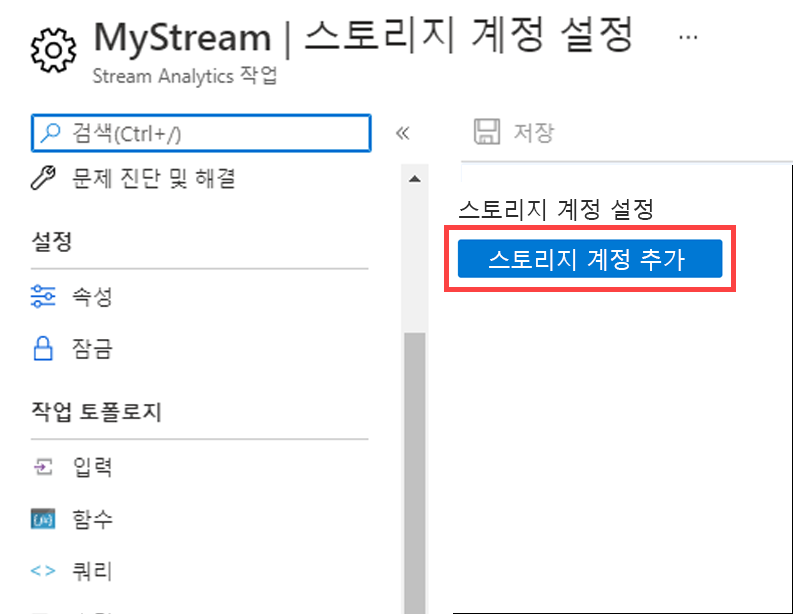 MyStream | 스토리지 계정 설정 ...
Stream Analytics 작업
검색(Ctrl+/)
«
저장
문제 진단 및 해결
스토리지 계정 설정
스토리지 계정 추가
설정
속성
잠금
작업 토폴로지
입력
함수
쿼리